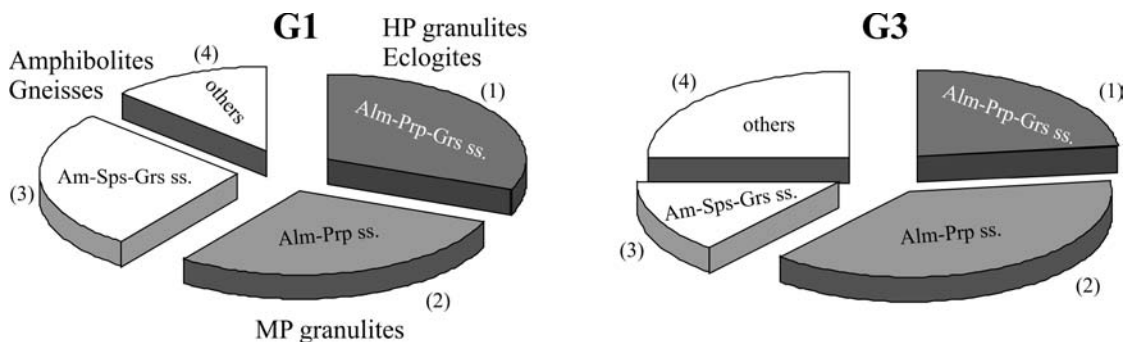 G1
HP granulites
Eclogites
(1)
Alm-Prp-Grs ss.
Alm-Prp ss.
(2)
MP granulites
Am-Sps-Grs ss.
(3)
Amphibolites
Gneisses
(4)
others
G3
(1)
Alm-Prp-Grs ss.
Alm-Prp ss.
(2)
Am-Sps-Grs ss.
(3)
(4)
others